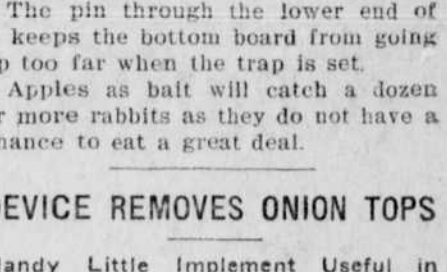 The pin through the lower end of
keeps the bottom board from going
p too far when the trap is set.
Apples as bait will catch a dozen
r more rabbits as they do not have a
hance to eat a great deal.
DEVICE REMOVES ONION TOPS
Handy Little Implement Useful in